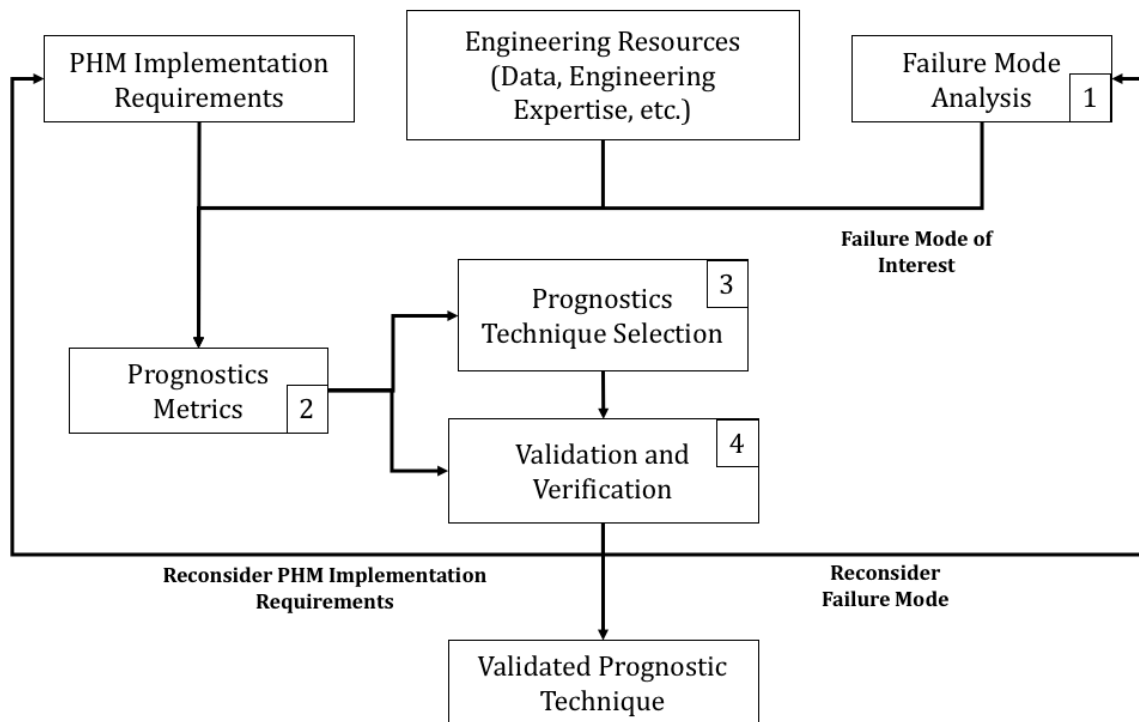 PHM Implementation
Requirements
Engineering Resources
(Data, Engineering
Expertise, etc.)
Failure Mode
Analysis
1
Failure Mode of
Interest
3
Prognostics
Technique Selection
Prognostics
Metrics
2
4
Validation and
Verification
Reconsider PHM Implementation
Requirements
Reconsider
Failure Mode
Validated Prognostic
Technique